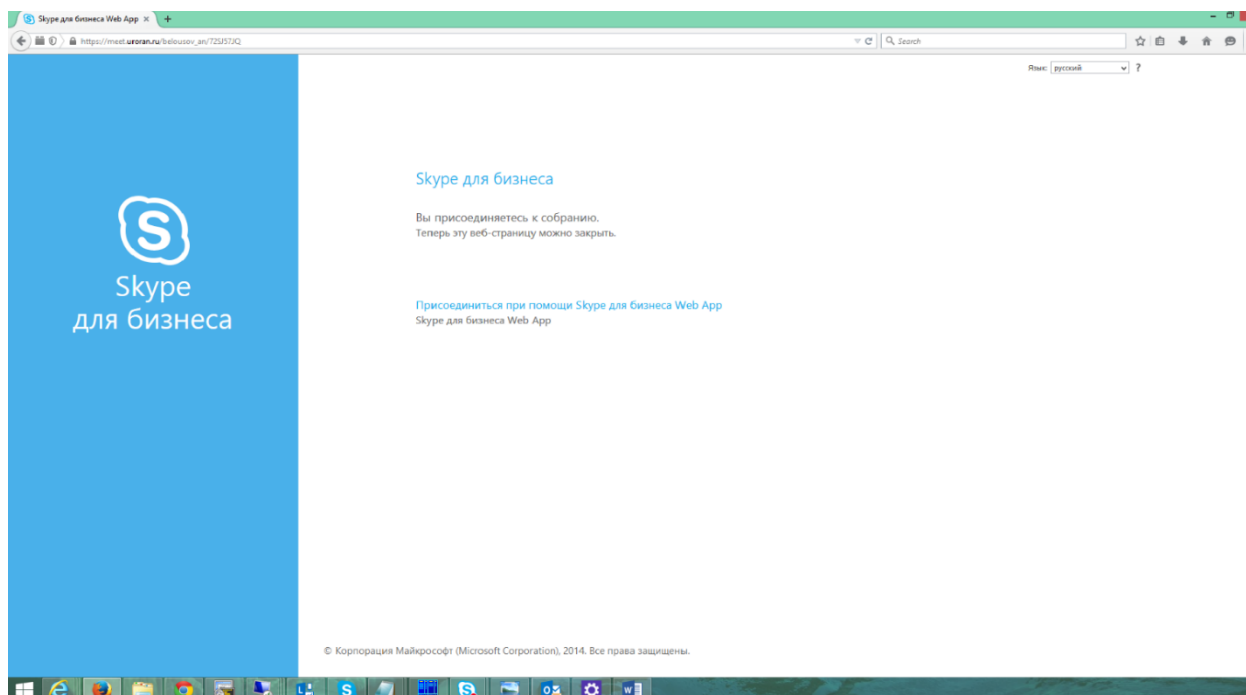 Skype для бизнеса Web App
https://meet.uroran.ru/belousov_an/
Search
Язык: русский ?
Skype
для бизнеса
Skype для бизнеса
Вы присоединяетесь к собранию.
Теперь эту веб-страницу можно закрыть.
Присоединиться при помощи Skype для бизнеса Web App
Skype для бизнеса Web App
© Корпорация Майкрософт (Microsoft Corporation), 2014. Все права защищены.